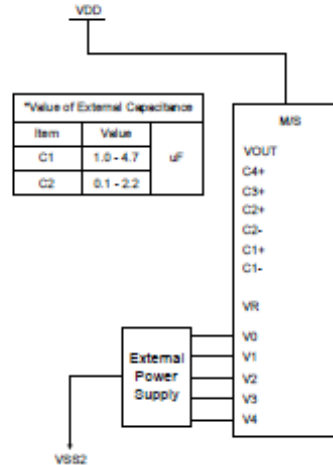 VDD
*Value of External Capacitance
Item Value
C1 1.0 - 4.7 uF
C2 0.1 - 2.2
M/S
VOUT
C4+
C3+
C2+
C2-
C1+
C1-
VR
V0
V1
V2
V3
V4
External
Power
Supply
VSS2